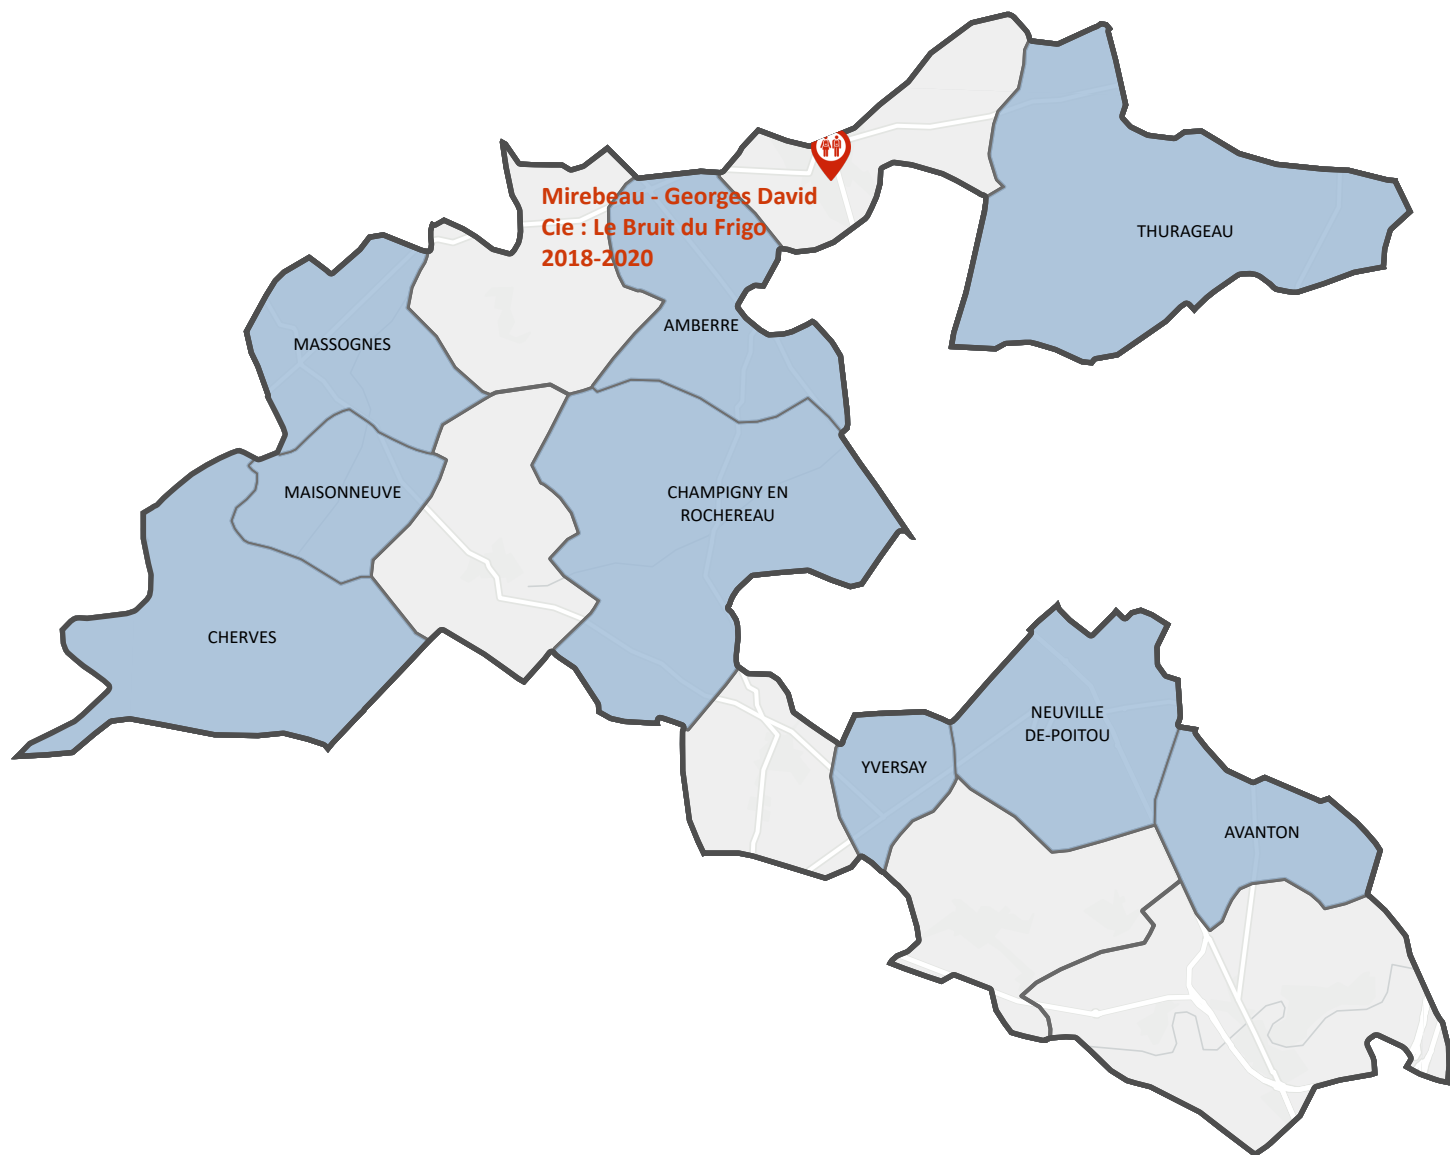 Mirebeau - Georges David
Cie : Le Bruit du Frigo
2018-2020
THURAGEAU
AMBERRE
MASSOGNES
MAISONNEUVE
CHAMPIGNY EN
ROCHEREAU
CHERVES
NEUVILLE
DE-POITOU
YVERSAY
AVANTON